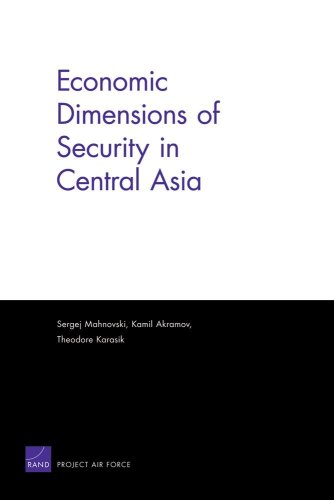 Economic
Dimensions of
Security in
Central Asia
Sergej Mahnovski, Kamil Akramov,
Theodore Karasik
RAND
PROJECT AIR FORCE